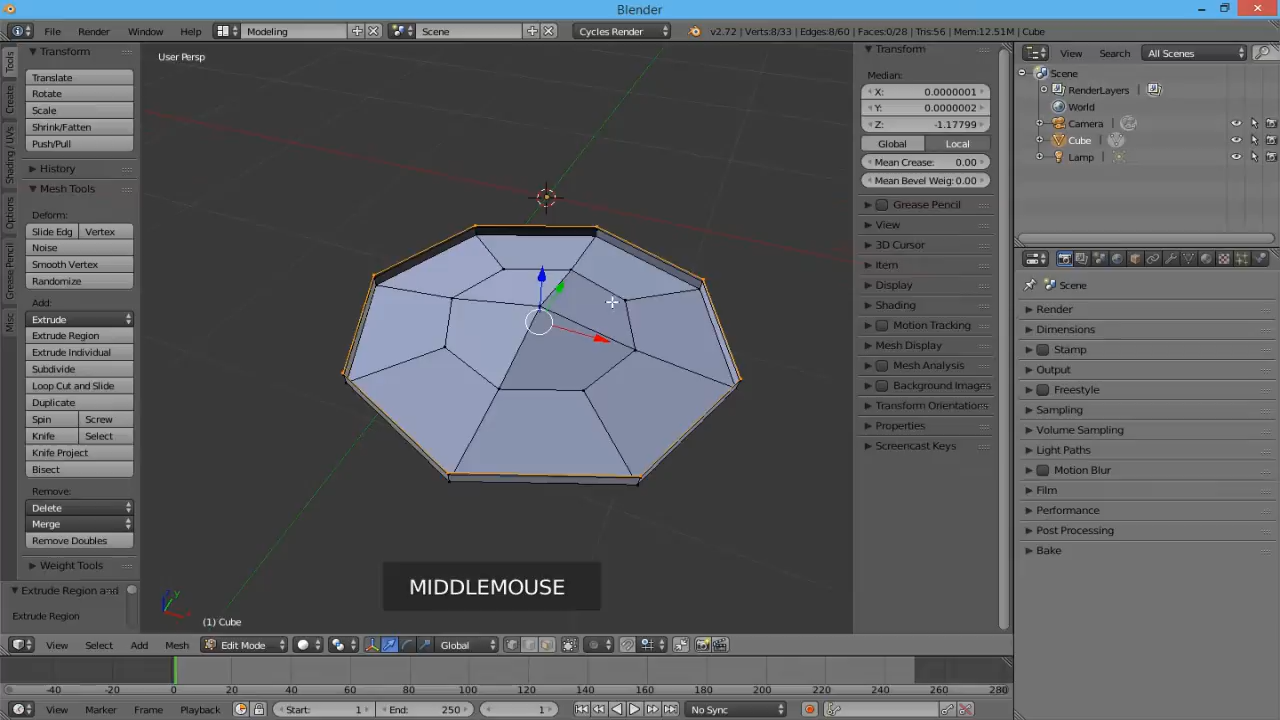 Blender
File Render Window Help Modeling Scene Cycles Render v2.72 | Verts:8/33 | Edges:8/60 | Faces:0/28 | Tris:56 | Mem:12.51M | Cube
Tools
Create
Shading / UVs
Options
Grease Pencil
Misc
Transform
Translate
Rotate
Scale
Shrink/Fatten
Push/Pull
History
Mesh Tools
Deform:
Slide Edg Vertex
Noise
Smooth Vertex
Randomize
Add:
Extrude
Extrude Region
Extrude Individual
Subdivide
Loop Cut and Slide
Duplicate
Spin Screw
Knife Select
Knife Project
Bisect
Remove:
Delete
Merge
Remove Doubles
Weight Tools
Extrude Region and
Extrude Region
User Persp
MIDDLEMOUSE
(1) Cube
Transform
Median:
X: 0.0000001
Y: 0.0000002
Z: -1.17799
Global Local
Mean Crease: 0.00
Mean Bevel Weig: 0.00
Grease Pencil
View
3D Cursor
Item
Display
Shading
Motion Tracking
Mesh Display
Mesh Analysis
Background Images
Transform Orientations
Properties
Screencast Keys
View Search All Scenes
Scene
RenderLayers
World
Camera
Cube
Lamp
Scene
Render
Dimensions
Stamp
Output
Freestyle
Sampling
Volume Sampling
Light Paths
Motion Blur
Film
Performance
Post Processing
Bake
View Select Add Mesh Edit Mode Global
-40 -20 0 20 40 60 80 100 120 140 160 180 200 220 240 260 280
View Marker Frame Playback Start: 1 End: 250 1 No Sync